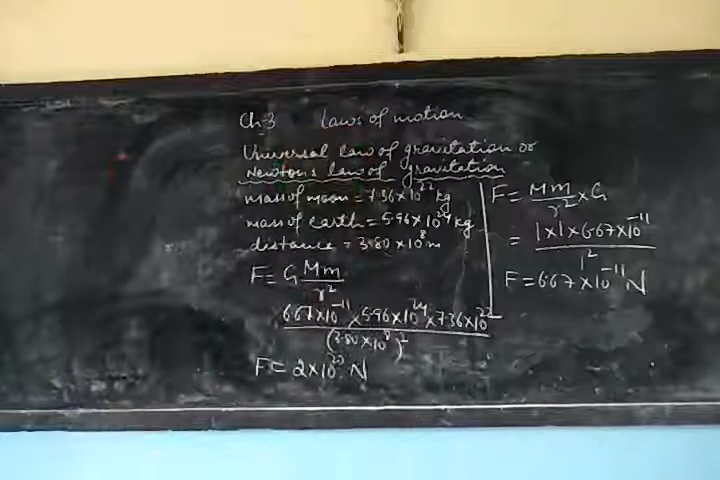 Ch-3 Laws of motion
Universal law of gravitation or
Newton's law of gravitation
mass of moon = 7.36×10²² kg
mass of earth = 5.96×10²⁴ kg
distance = 3.80×10⁸m
F = G Mm
r²
6.67×10⁻¹¹×5.96×10²⁴×7.36×10²²
(3.80×10⁸)²
F = 2×10²⁰ N
F = Mm × G
r²
= 1×1×6.67×10⁻¹¹
1²
F = 6.67×10⁻¹¹N